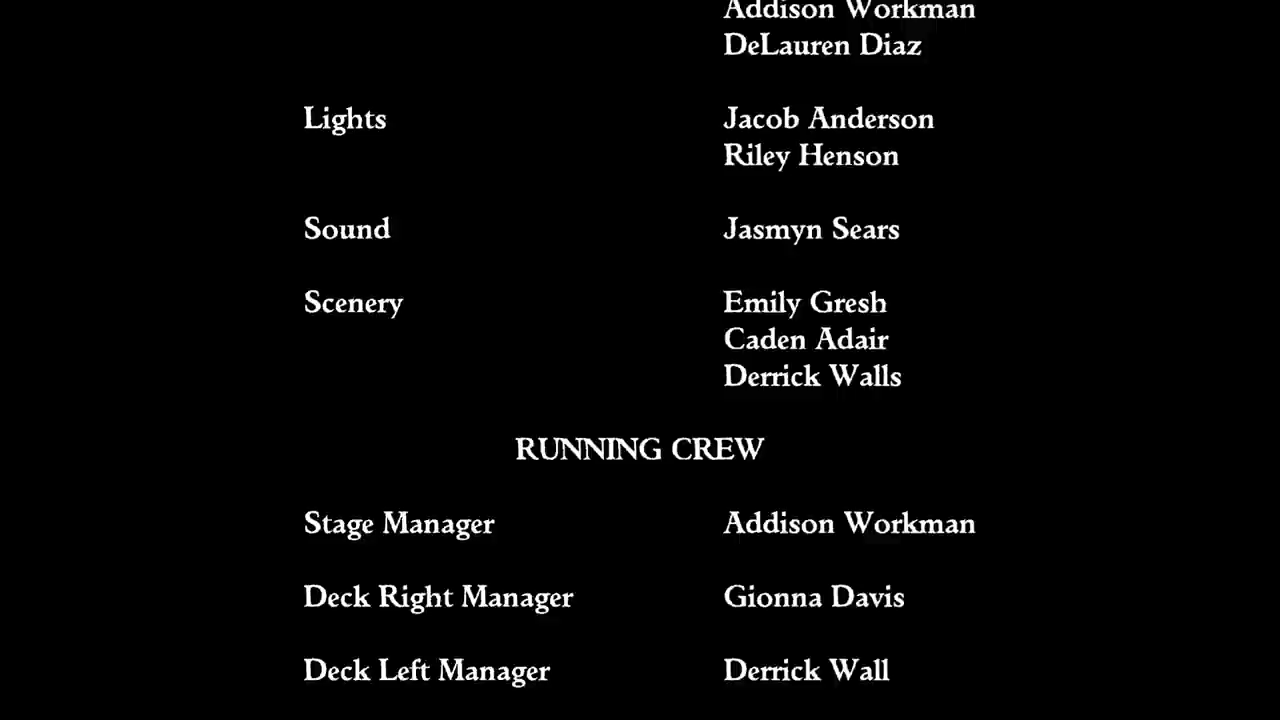 Addison Workman
DeLauren Diaz
Lights Jacob Anderson
Riley Henson
Sound Jasmyn Sears
Scenery Emily Gresh
Caden Adair
Derrick Walls
RUNNING CREW
Stage Manager Addison Workman
Deck Right Manager Gionna Davis
Deck Left Manager Derrick Wall